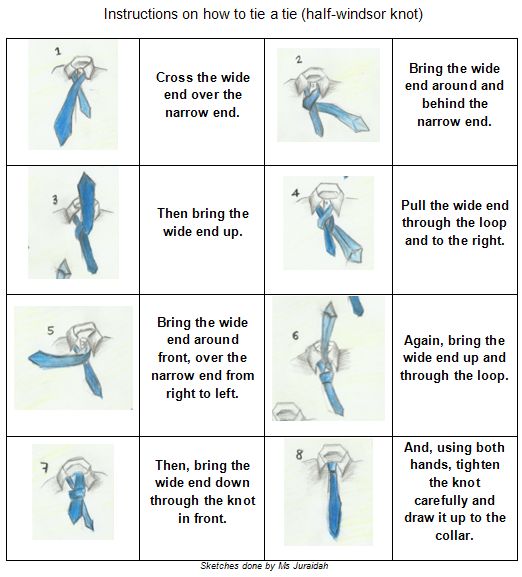 Instructions on how to tie a tie (half-windsor knot)
1
Cross the wide
end over the
narrow end.
2
Bring the wide
end around and
behind the
narrow end.
3
Then bring the
wide end up.
4
Pull the wide end
through the loop
and to the right.
5
Bring the wide
end around
front, over the
narrow end from
right to left.
6
Again, bring the
wide end up and
through the loop.
7
Then, bring the
wide end down
through the knot
in front.
8
And, using both
hands, tighten
the knot
carefully and
draw it up to the
collar.
Sketches done by Ms Juraidah